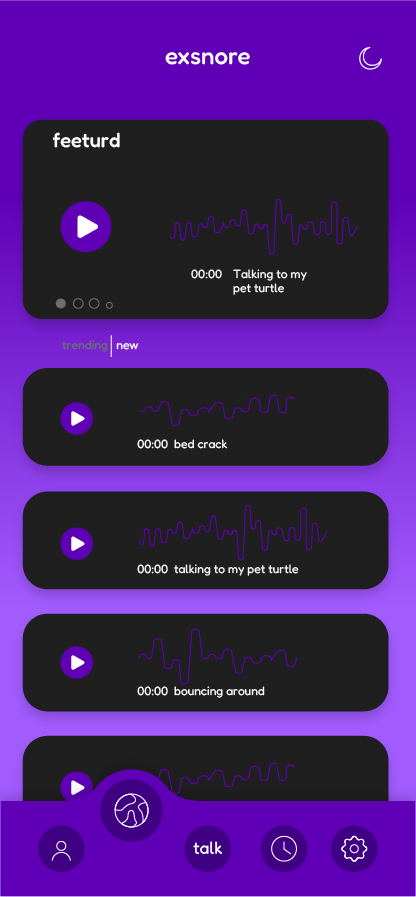 exsnore
feeturd
00:00 Talking to my
pet turtle
trending new
00:00 bed crack
00:00 talking to my pet turtle
00:00 bouncing around
talk